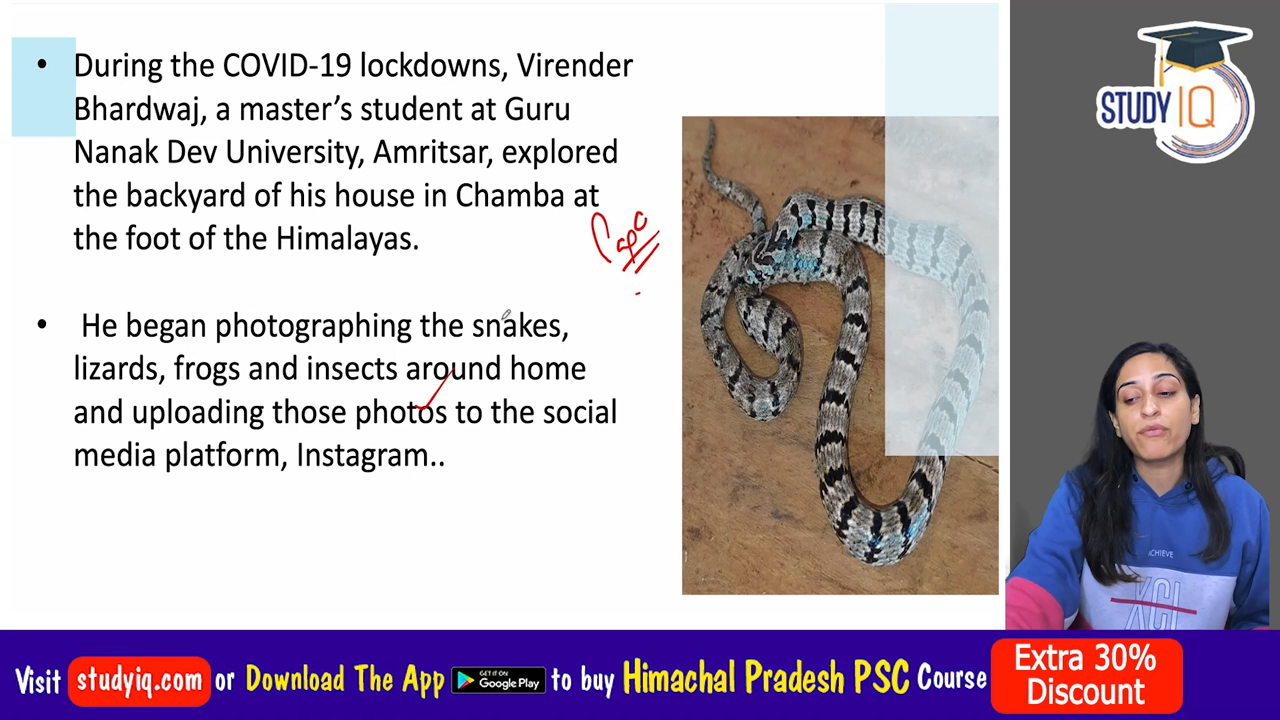 • During the COVID-19 lockdowns, Virender
Bhardwaj, a master’s student at Guru
Nanak Dev University, Amritsar, explored
the backyard of his house in Chamba at
the foot of the Himalayas.
• He began photographing the snakes,
lizards, frogs and insects around home
and uploading those photos to the social
media platform, Instagram..
STUDY IQ
ACHIEVE
Visit studyiq.com or Download The App GET IT ON Google Play to buy Himachal Pradesh PSC Course
Extra 30%
Discount